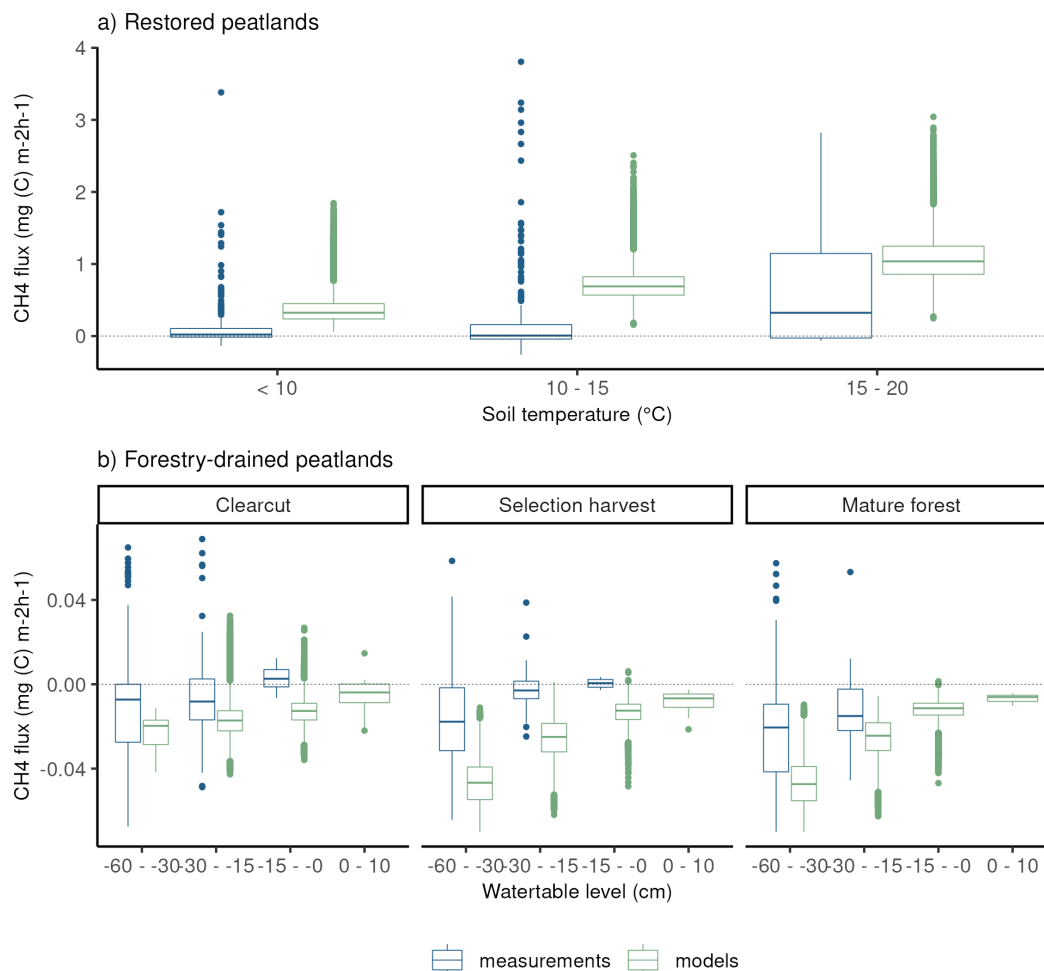 a) Restored peatlands
CH4 flux (mg (C) m-2h-1)
4
3
2
1
0
< 10
10 - 15
15 - 20
Soil temperature (°C)
b) Forestry-drained peatlands
Clearcut
Selection harvest
Mature forest
CH4 flux (mg (C) m-2h-1)
0.04
0.00
-0.04
-60 - -30 -30 - -15 -15 - -0 0 - 10
-60 - -30 -30 - -15 -15 - -0 0 - 10
-60 - -30 -30 - -15 -15 - -0 0 - 10
Watertable level (cm)
measurements
models